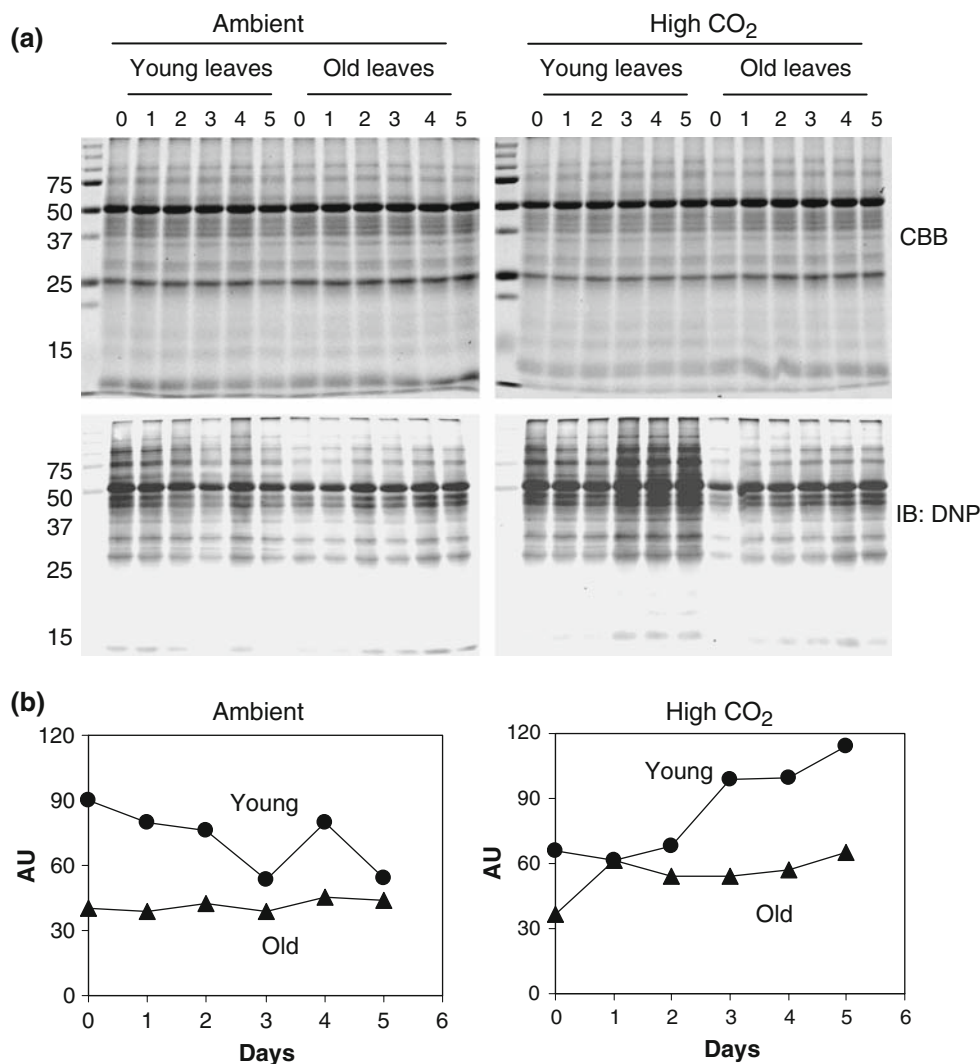 (a)
Ambient
High CO2
Young leaves Old leaves
Young leaves Old leaves
0 1 2 3 4 5 0 1 2 3 4 5
0 1 2 3 4 5 0 1 2 3 4 5
75
50
37
25
15
CBB
75
50
37
25
15
IB: DNP
(b)
Ambient
120
90
60
30
0
AU
Young
Old
0 1 2 3 4 5 6
Days
High CO2
120
90
60
30
0
AU
Young
Old
0 1 2 3 4 5 6
Days